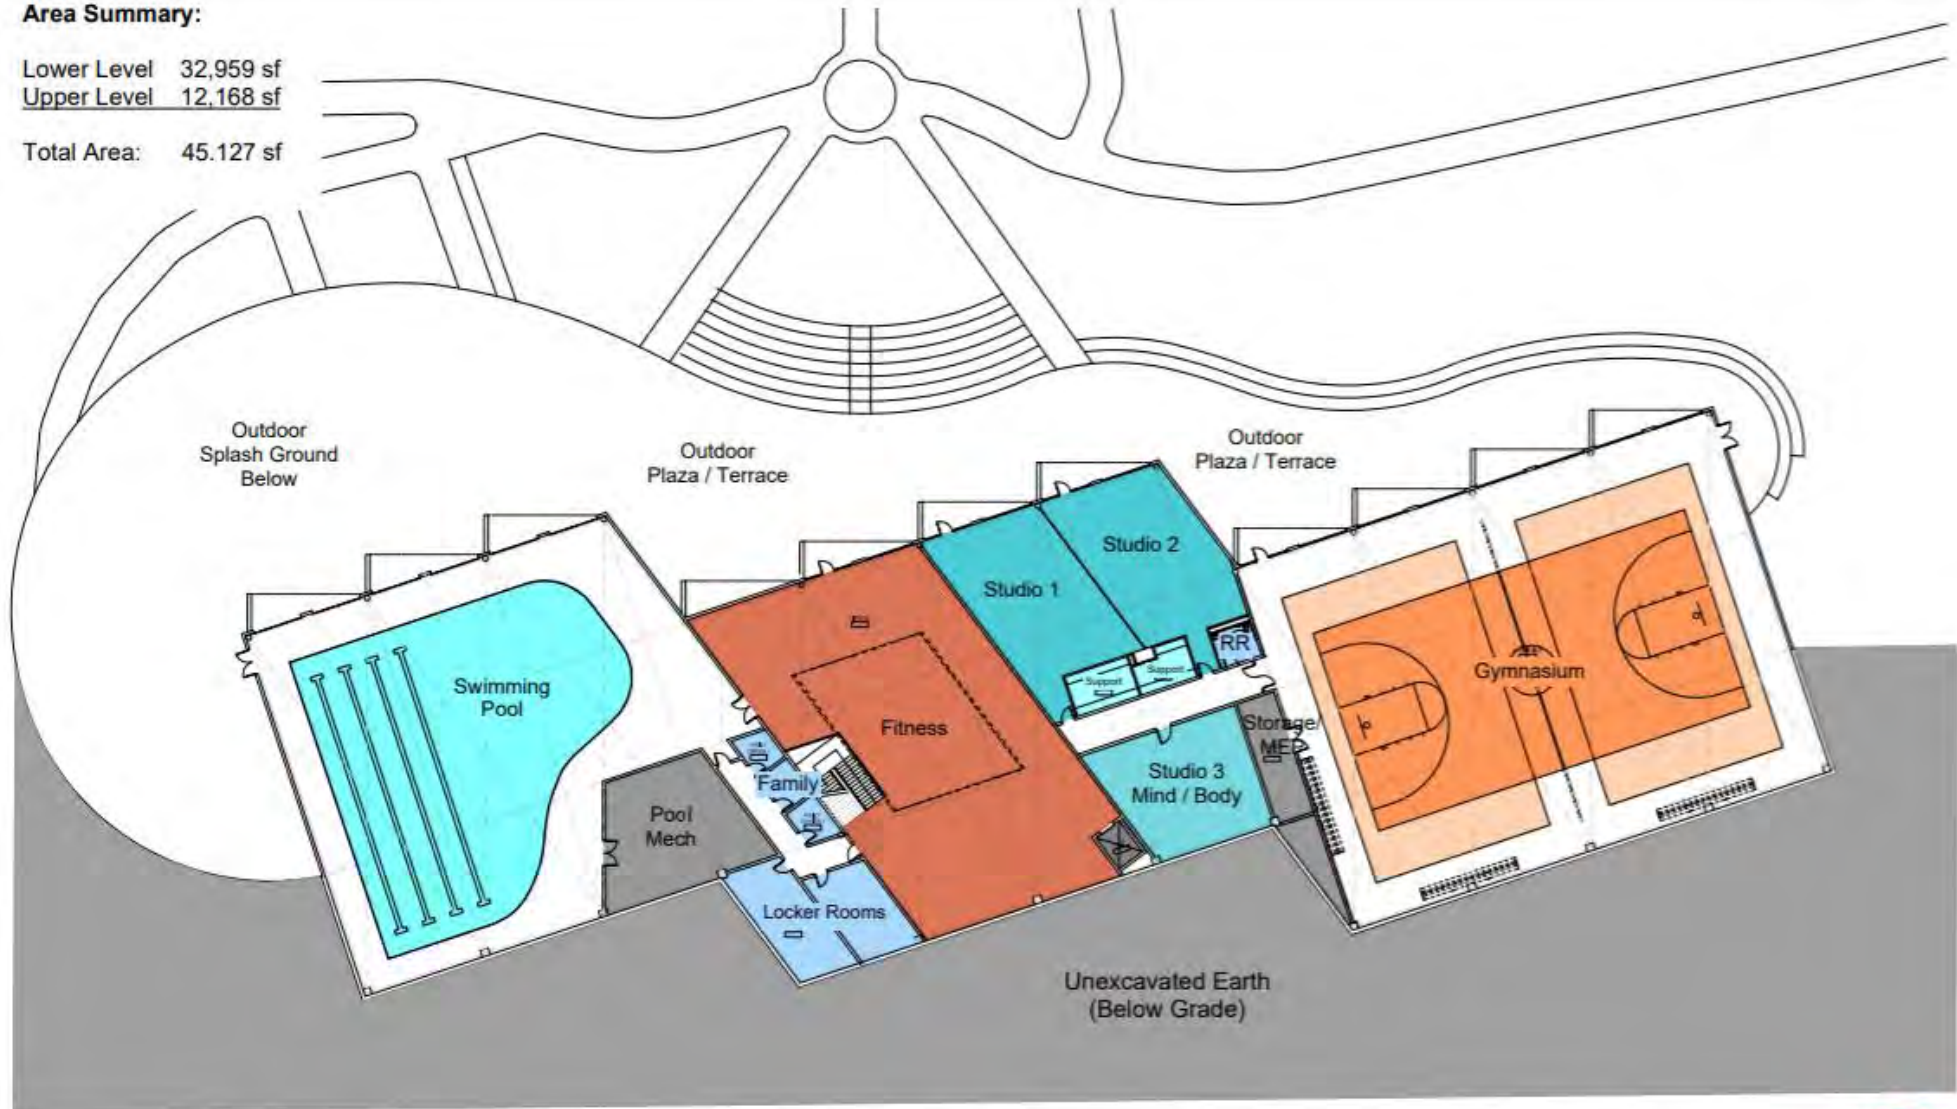 Area Summary:
Lower Level 32,959 sf
Upper Level 12,168 sf
Total Area: 45.127 sf
Outdoor
Splash Ground
Below
Outdoor
Plaza / Terrace
Outdoor
Plaza / Terrace
Studio 2
Studio 1
RR
Support
Support
Swimming
Pool
Gymnasium
Fitness
Storage/
MEP
Studio 3
Mind / Body
Family
Pool
Mech
Locker Rooms
Unexcavated Earth
(Below Grade)